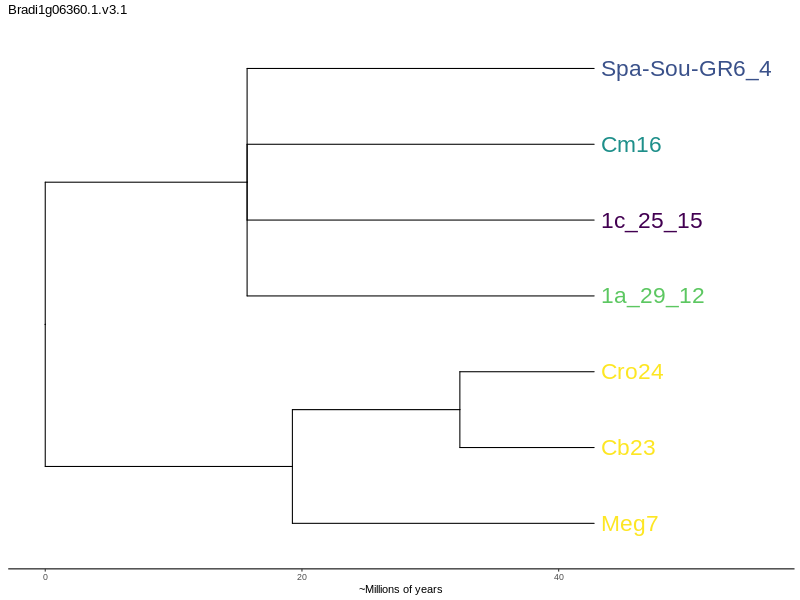 Bradi1g06360.1.v3.1
Spa-Sou-GR6_4
Cm16
1c_25_15
1a_29_12
Cro24
Cb23
Meg7
0 20 40
~Millions of years